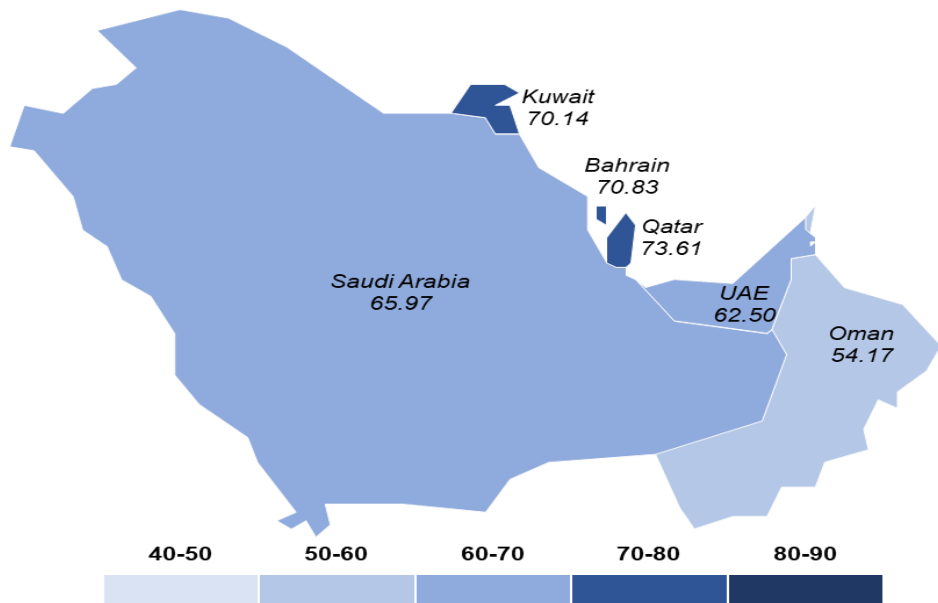 Kuwait
70.14
Bahrain
70.83
Qatar
73.61
Saudi Arabia
65.97
UAE
62.50
Oman
54.17
40-50 50-60 60-70 70-80 80-90